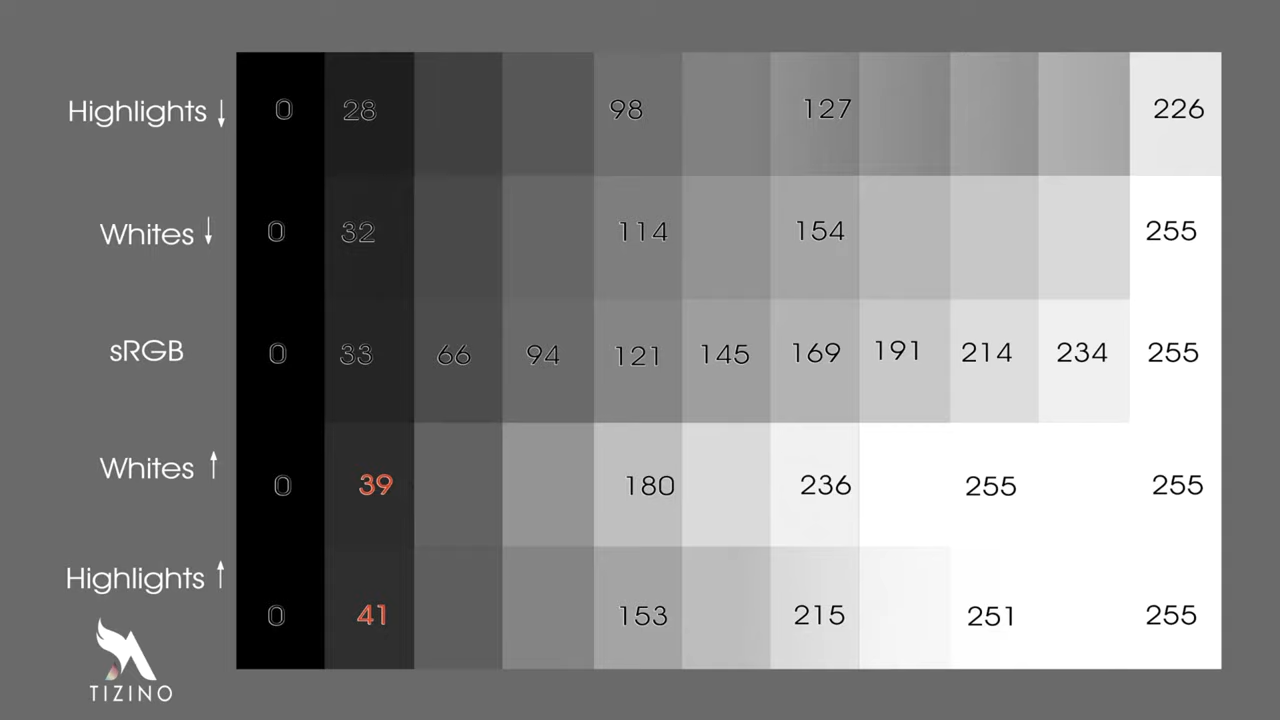 Highlights ↓ 0 28 98 127 226
Whites ↓ 0 32 114 154 255
sRGB 0 33 66 94 121 145 169 191 214 234 255
Whites ↑ 0 39 180 236 255 255
Highlights ↑ 0 41 153 215 251 255
TIZINO